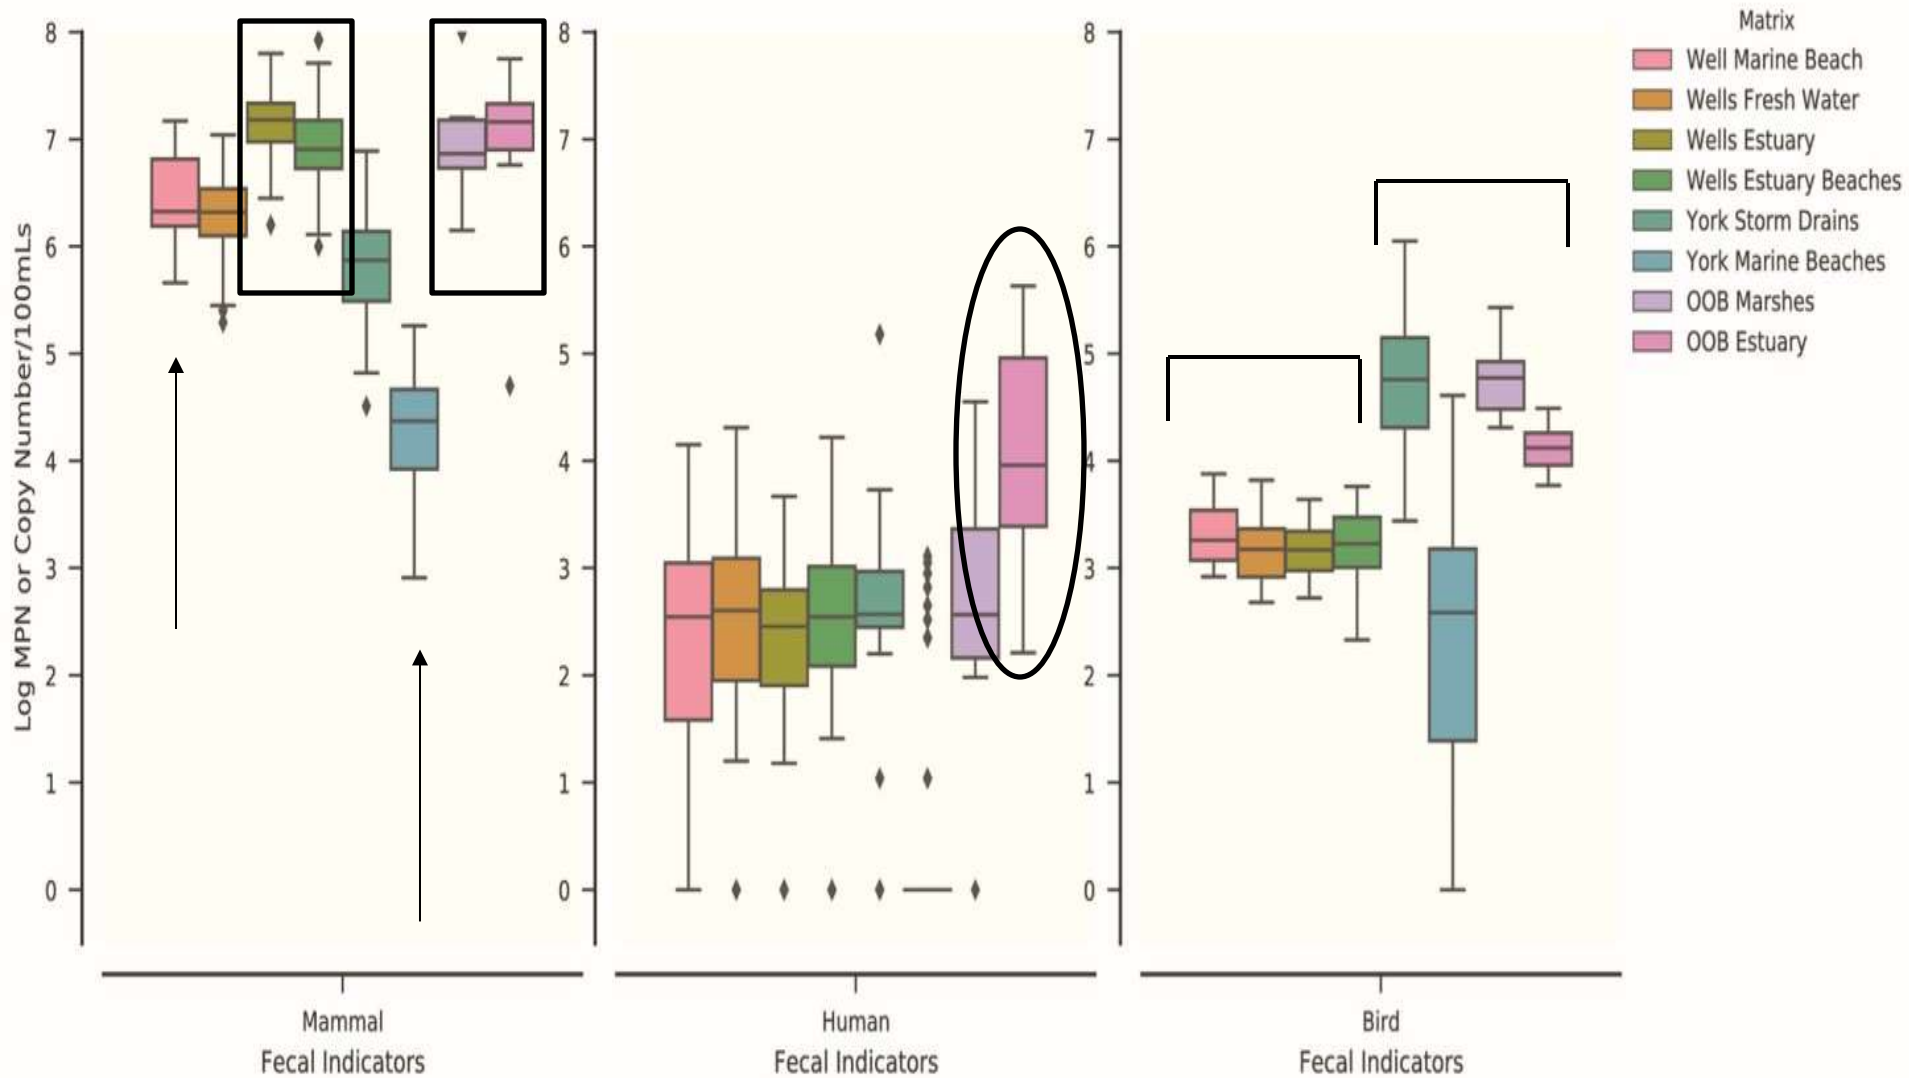 Matrix
Well Marine Beach
Wells Fresh Water
Wells Estuary
Wells Estuary Beaches
York Storm Drains
York Marine Beaches
OOB Marshes
OOB Estuary
Log MPN or Copy Number/100mLs
8
7
6
5
4
3
2
1
0
8
7
6
5
4
3
2
1
0
8
7
6
5
4
3
2
1
0
Mammal
Fecal Indicators
Human
Fecal Indicators
Bird
Fecal Indicators